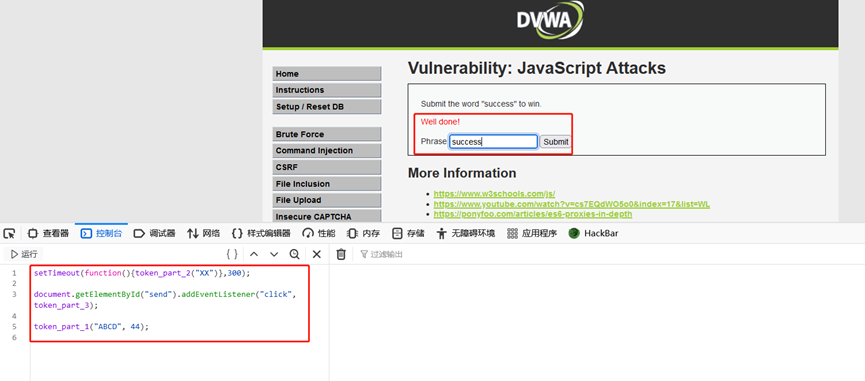 DVWA
Home
Instructions
Setup / Reset DB
Brute Force
Command Injection
CSRF
File Inclusion
File Upload
Insecure CAPTCHA
Vulnerability: JavaScript Attacks
Submit the word "success" to win.
Well done!
Phrase success Submit
More Information
https://www.w3schools.com/js/
https://www.youtube.com/watch?v=cs7EQdWO5o0&index=17&list=WL
https://ponyfoo.com/articles/es6-proxies-in-depth
查看器 控制台 调试器 网络 样式编辑器 性能 内存 存储 无障碍环境 应用程序 HackBar
运行 过滤输出
1 setTimeout(function(){token_part_2("XX")},300);
2
3 document.getElementById("send").addEventListener("click",
token_part_3);
4
5 token_part_1("ABCD", 44);
6